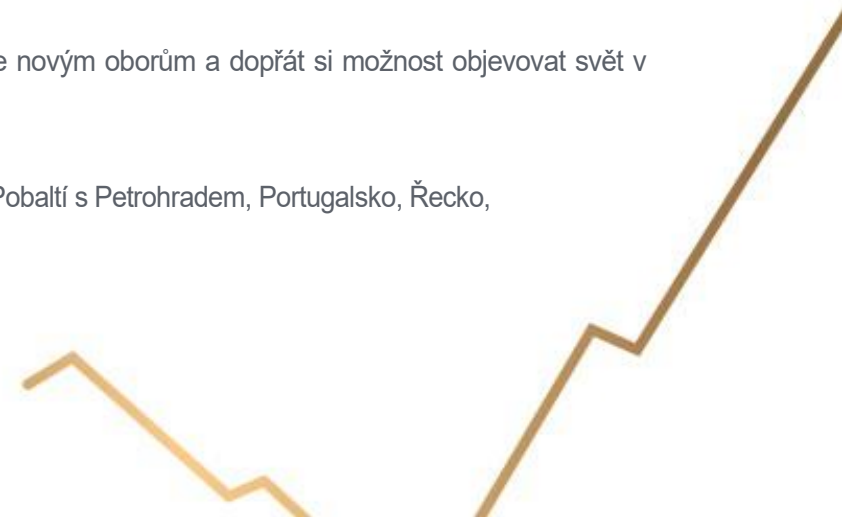 e novým oborům a dopřát si možnost objevovat svět v
Pobaltí s Petrohradem, Portugalsko, Řecko,